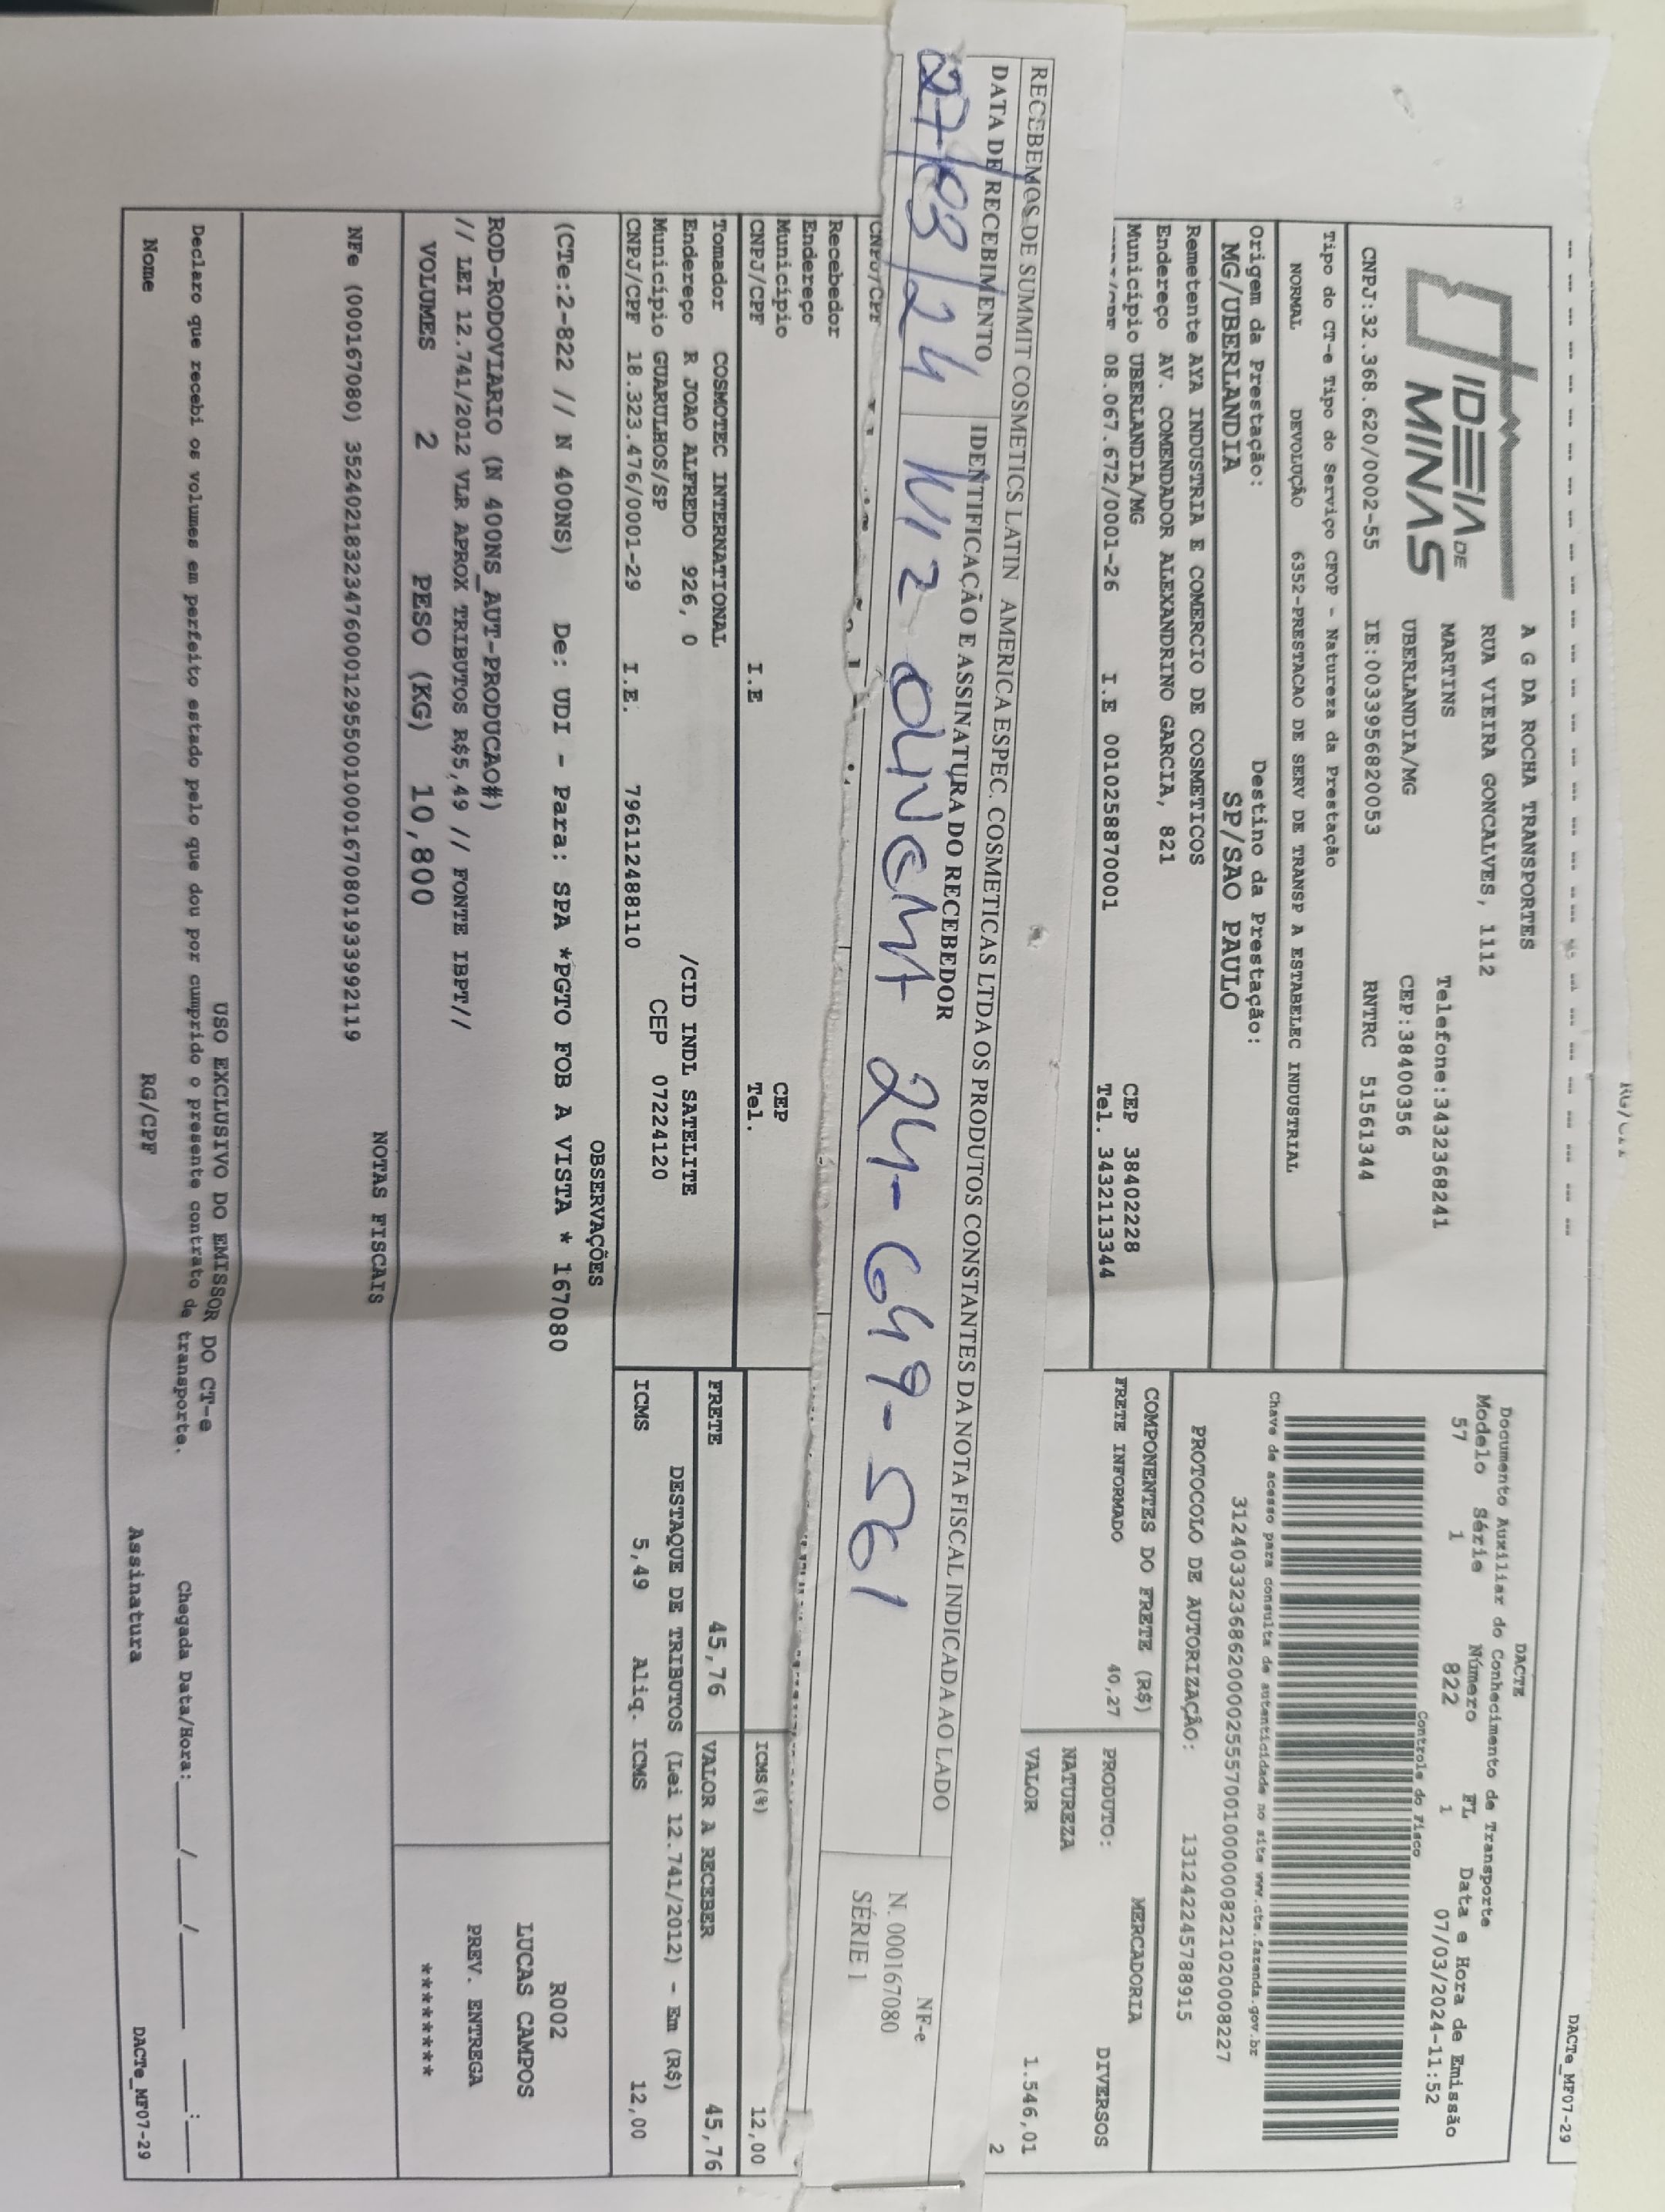 DACTe_MF07-29
IDEIA DE
MINAS
A G DA ROCHA TRANSPORTES
RUA VIEIRA GONCALVES, 1112
MARTINS
Telefone:3432368241
UBERLANDIA/MG
CEP:38400356
CNPJ:32.368.620/0002-55
IE:0033956820053
RNTRC 51561344
Tipo do CT-e Tipo do Serviço CFOP - Natureza da Prestação
NORMAL DEVOLUÇÃO 6352-PRESTACAO DE SERV DE TRANSP A ESTABELEC INDUSTRIAL
Origem da Prestação:
Destino da Prestação:
MG/UBERLANDIA
SP/SAO PAULO
Remetente AYA INDUSTRIA E COMERCIO DE COSMETICOS
Endereço AV. COMENDADOR ALEXANDRINO GARCIA, 821
Município UBERLANDIA/MG
CEP 38402228
08.067.672/0001-26
I.E 0010258870001
Tel. 3432113344
DACTE
Documento Auxiliar do Conhecimento de Transporte
Modelo Série Número FL Data e Hora de Emissão
57 1 822 1 07/03/2024-11:52
Controle do Fisco
Chave de acesso para consulta de autenticidade no site www.cte.fazenda.gov.br
31240332368620000255570010000008221020008227
PROTOCOLO DE AUTORIZAÇÃO: 131242245788915
COMPONENTES DO FRETE (R$)
FRETE INFORMADO 40,27
MERCADORIA
PRODUTO: DIVERSOS
NATUREZA
VALOR 1.546,01
2
RECEBEMOS DE SUMMIT COSMETICS LATIN AMERICA ESPEC. COSMETICAS LTDA OS PRODUTOS CONSTANTES DA NOTA FISCAL INDICADA AO LADO
DATA DE RECEBIMENTO
IDENTIFICAÇÃO E ASSINATURA DO RECEBEDOR
24-649-561
NF-e
N. 000167080
SÉRIE 1
CNPJ/CPF
Recebedor
Endereço
Município
CEP
CNPJ/CPF
I.E
Tel.
ICMS(%) 12,00
Tomador COSMOTEC INTERNATIONAL
Endereço R JOAO ALFREDO 926, 0
/CID INDL SATELITE
Município GUARULHOS/SP
CEP 07224120
CNPJ/CPF 18.323.476/0001-29
I.E. 796112488110
FRETE 45,76
VALOR A RECEBER 45,76
DESTAQUE DE TRIBUTOS (Lei 12.741/2012) - Em (R$)
ICMS 5,49 Aliq. ICMS 12,00
OBSERVAÇÕES
(CTe:2-822 // N 400NS) De: UDI - Para: SPA *PGTO FOB A VISTA * 167080
ROD-RODOVIARIO (N 400NS_AUT-PRODUCAO#)
// LEI 12.741/2012 VLR APROX TRIBUTOS R$5,49 // FONTE IBPT//
R002
LUCAS CAMPOS
PREV. ENTREGA
*******
VOLUMES 2 PESO (KG) 10,800
NOTAS FISCAIS
NFe (000167080) 35240218323476000129550010001670801933992119
USO EXCLUSIVO DO EMISSOR DO CT-e
Declaro que recebi os volumes em perfeito estado pelo que dou por cumprido o presente contrato de transporte.
Chegada Data/Hora:____/____/______ ____:____
Nome
RG/CPF
Assinatura
DACTe_MF07-29